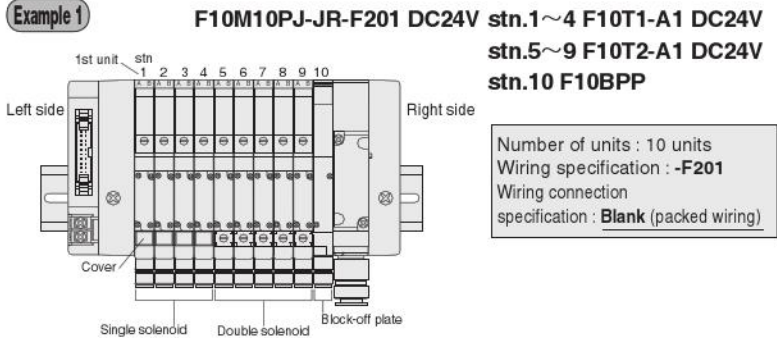 Example 1
F10M10PJ-JR-F201 DC24V stn.1～4 F10T1-A1 DC24V
stn.5～9 F10T2-A1 DC24V
stn.10 F10BPP
1st unit
stn
1 2 3 4 5 6 7 8 9 10
A B A B A B A B A B A B A B A B A B
Left side
Right side
Number of units : 10 units
Wiring specification : -F201
Wiring connection
specification : Blank (packed wiring)
Cover
Single solenoid
Double solenoid
Block-off plate